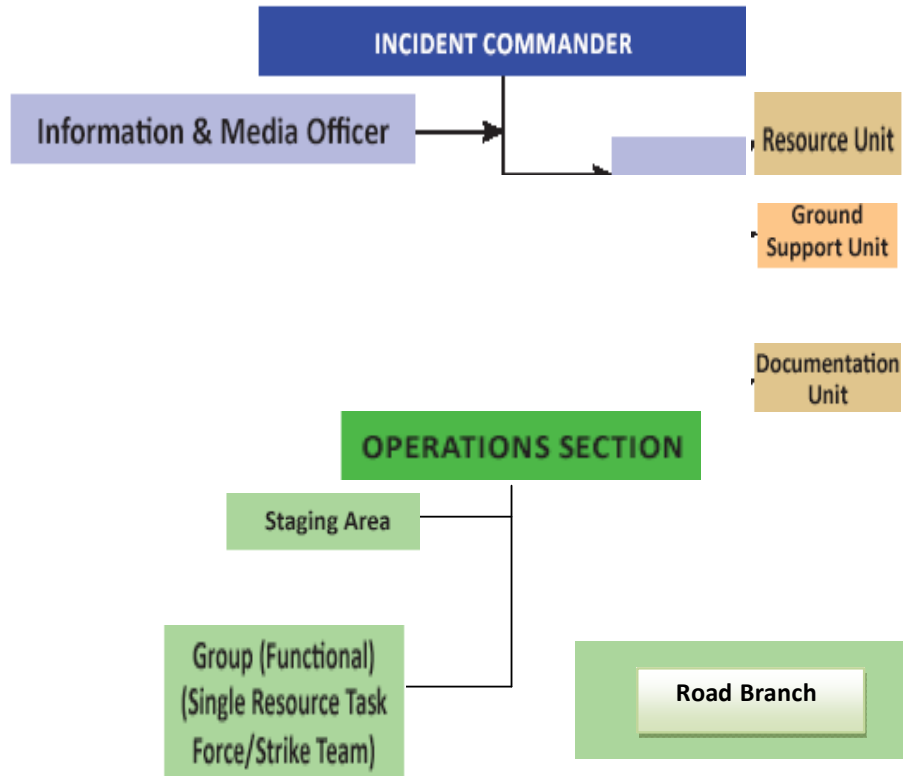 INCIDENT COMMANDER
Information & Media Officer
Resource Unit
Ground
Support Unit
Documentation
Unit
OPERATIONS SECTION
Staging Area
Group (Functional)
(Single Resource Task
Force/Strike Team)
Road Branch